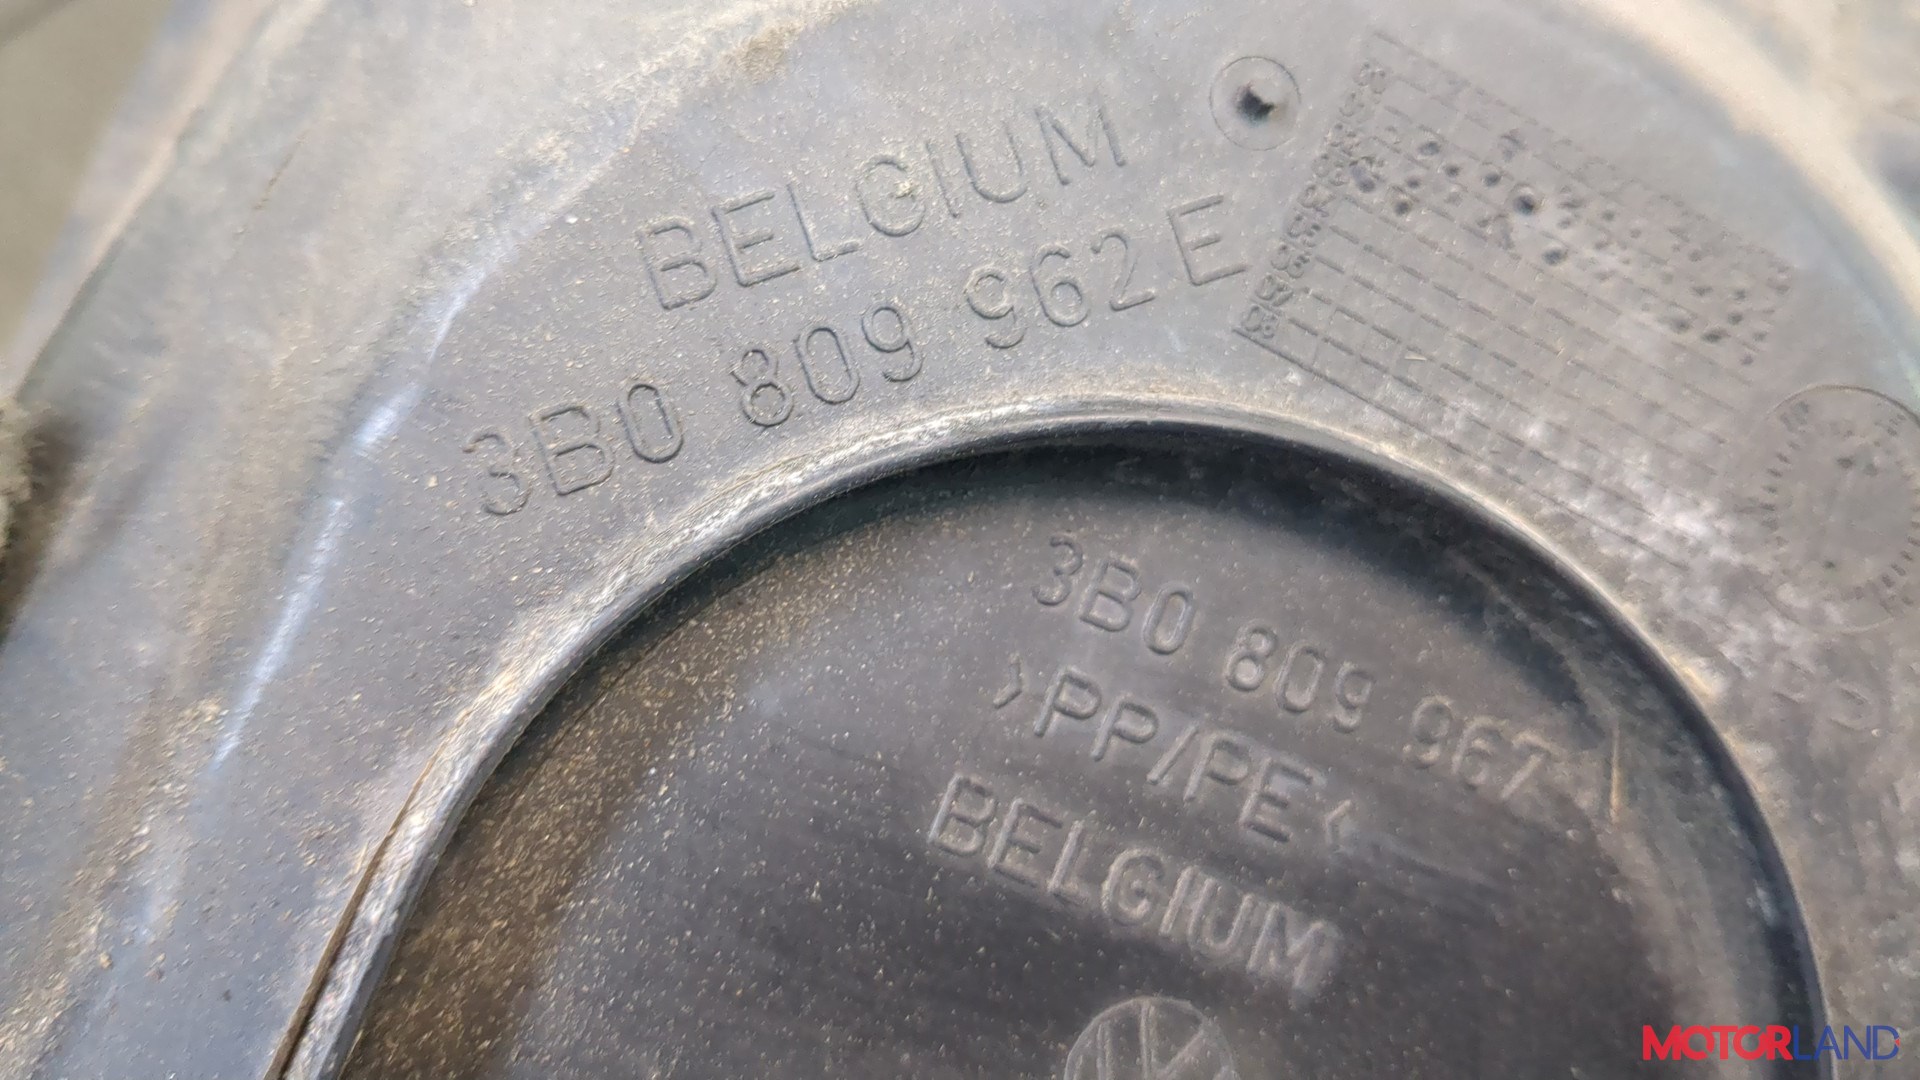 BELGIUM
3B0 809 962 E
3B0 809 967
>PP/PE<
BELGIUM
MOTORLAND